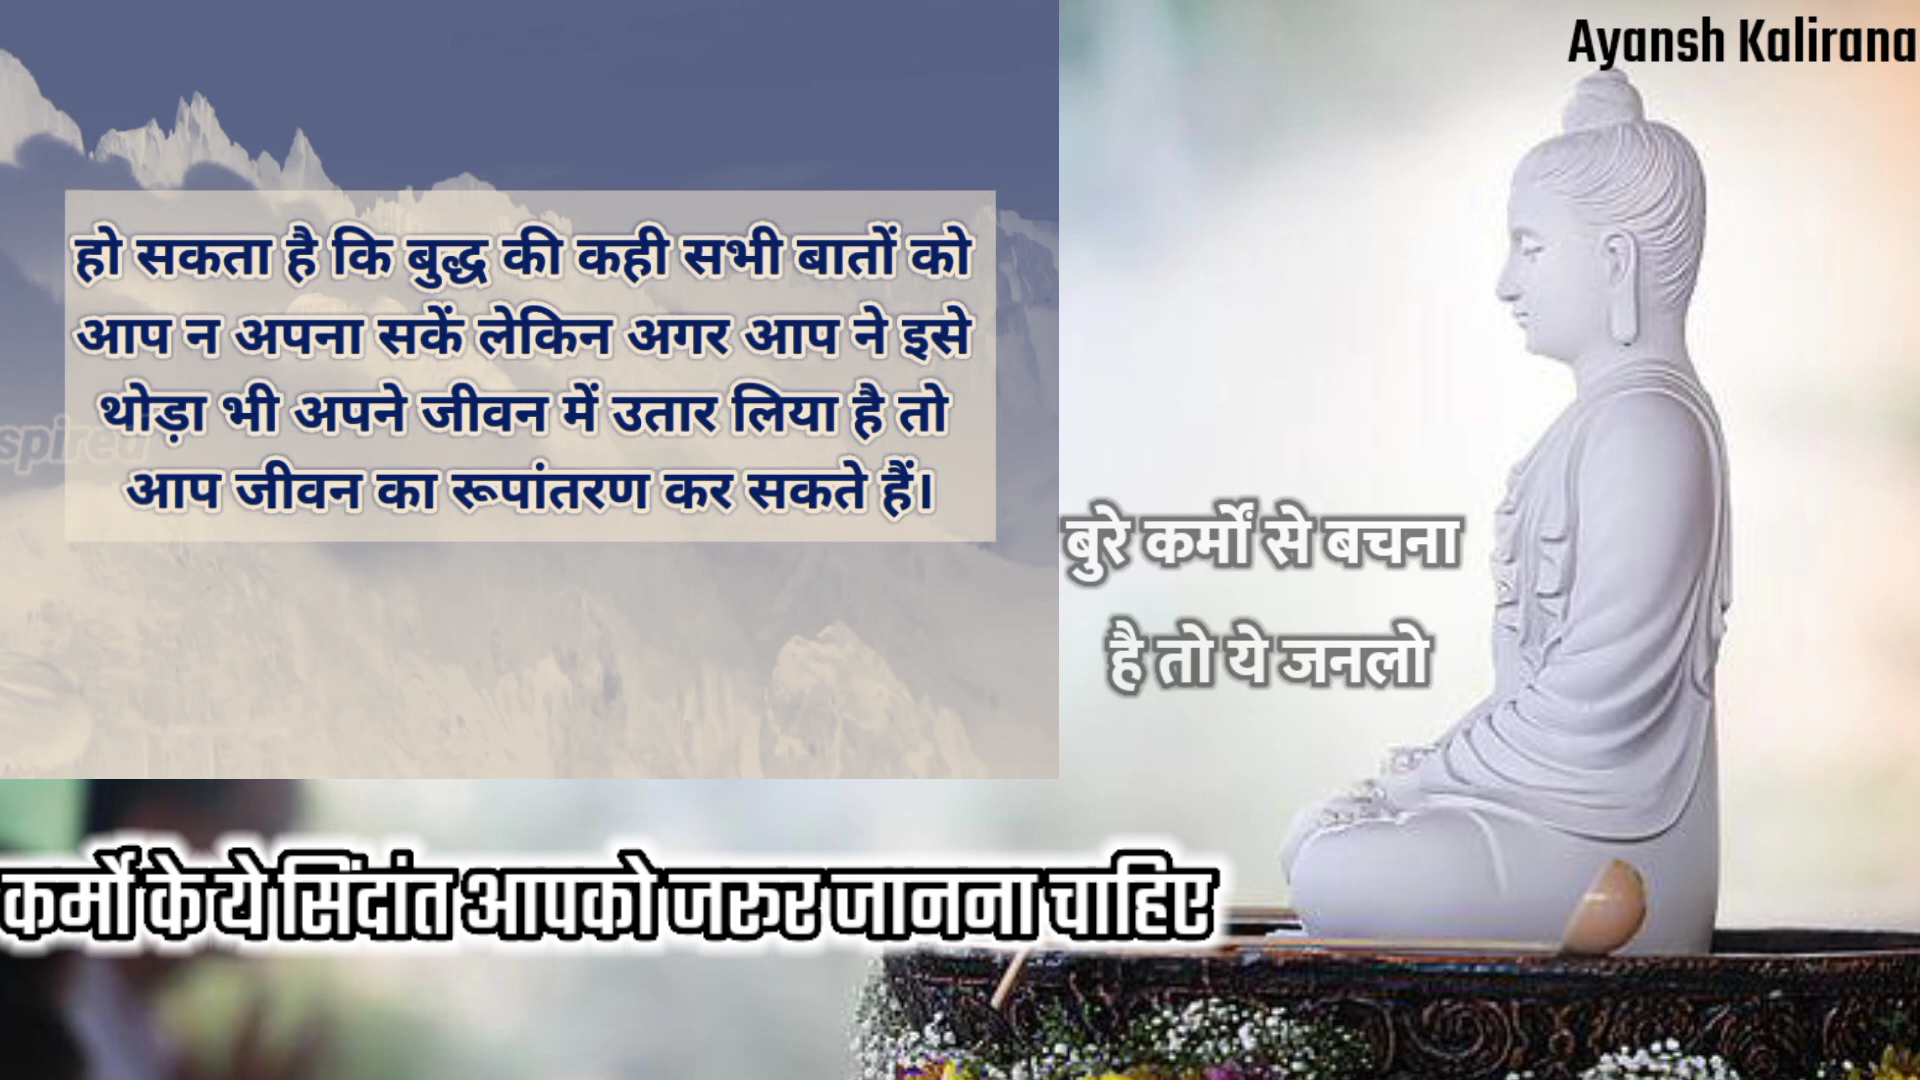 Ayansh Kalirana
हो सकता है कि बुद्ध की कही सभी बातों को
आप न अपना सकें लेकिन अगर आप ने इसे
थोड़ा भी अपने जीवन में उतार लिया है तो
आप जीवन का रूपांतरण कर सकते हैं।
बुरे कर्मों से बचना
है तो ये जनलो
कर्मो के ये सिंदांत आपको जरुर जानना चाहिए